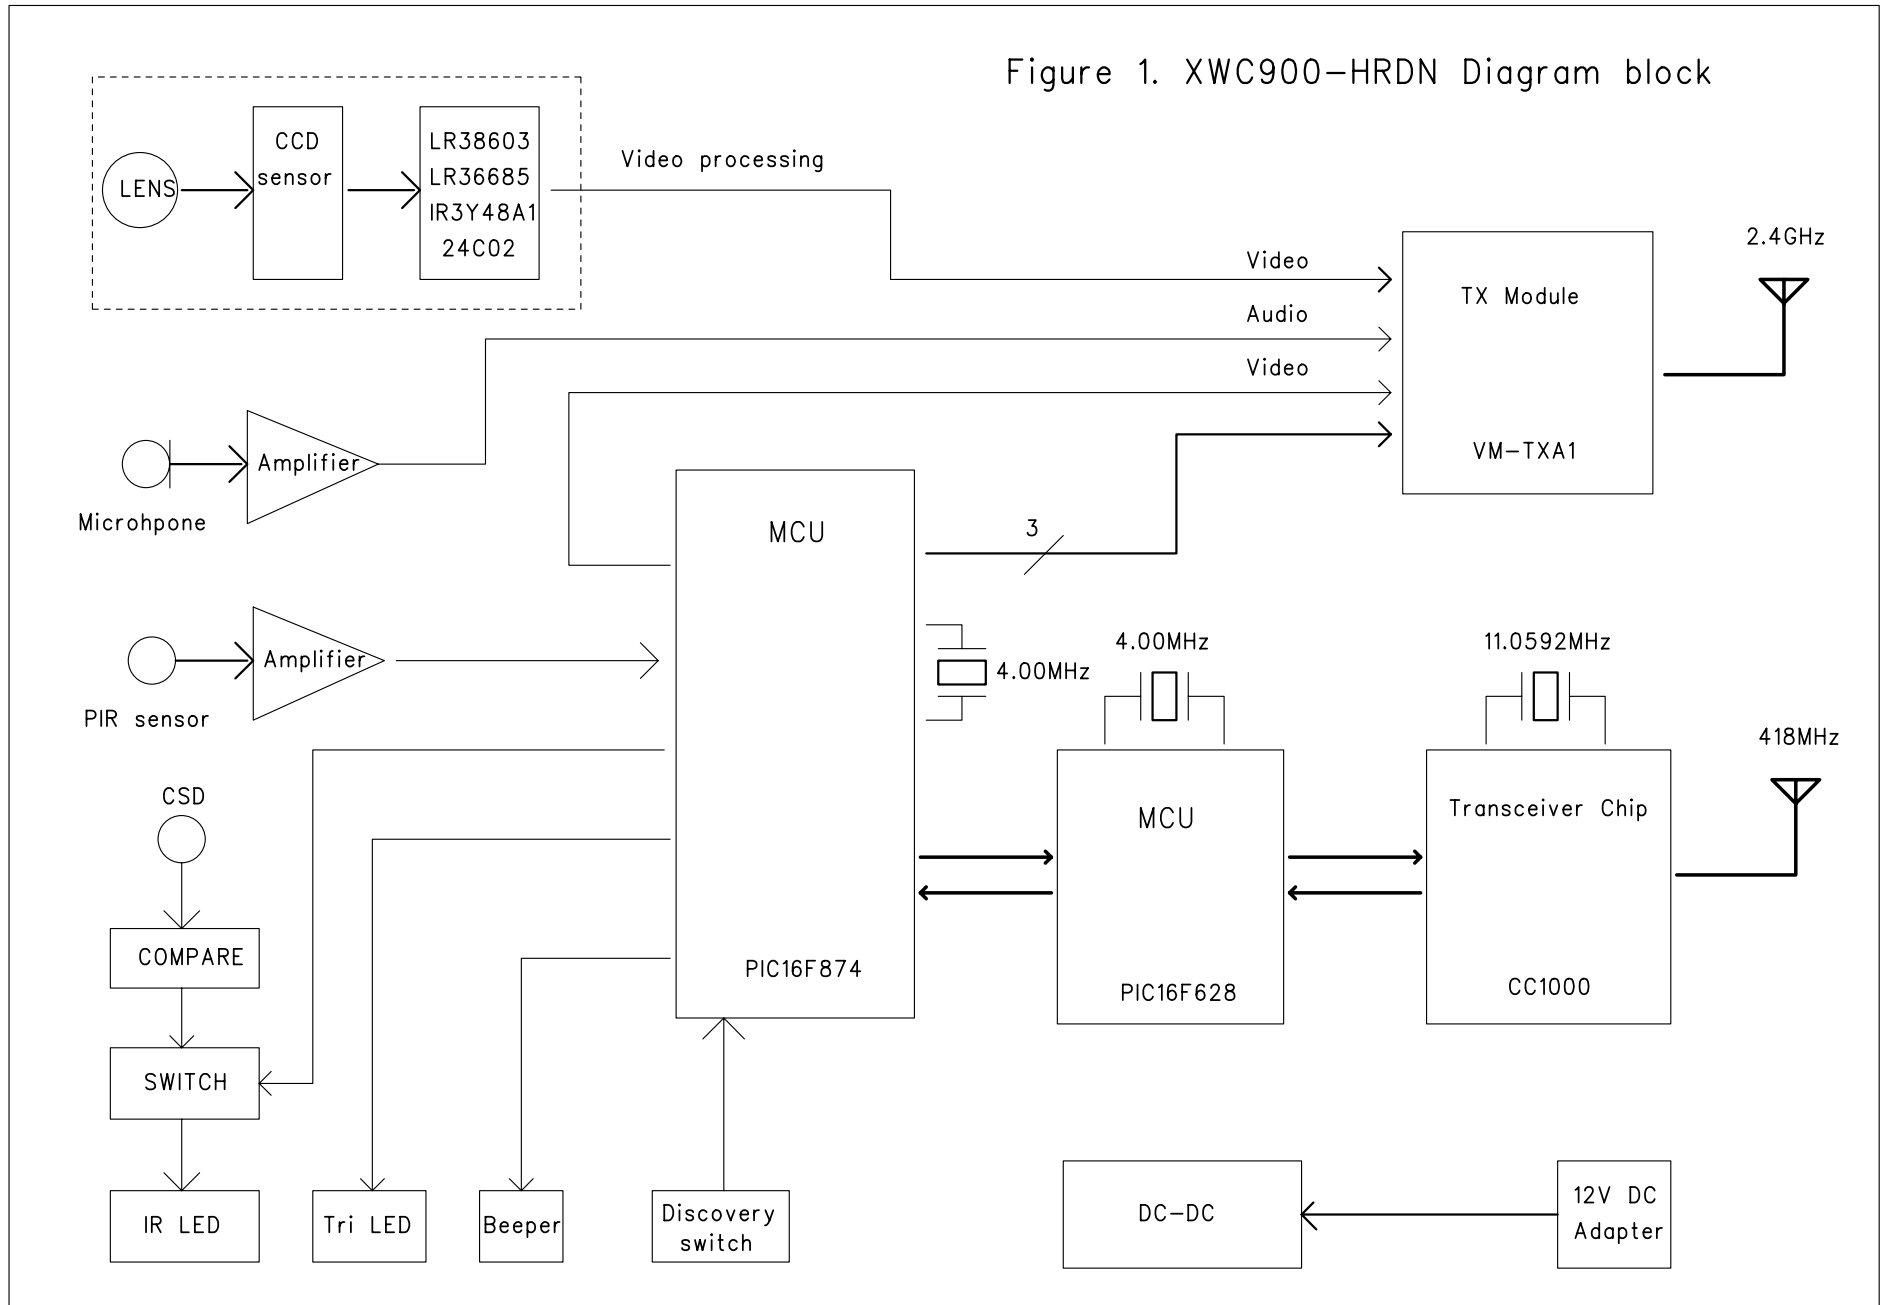 Figure 1. XWC900-HRDN Diagram block
LENS
CCD
sensor
LR38603
LR36685
IR3Y48A1
24C02
Video processing
Video
Audio
Video
TX Module
VM-TXA1
2.4GHz
Amplifier
Microhpone
MCU
PIC16F874
3
Amplifier
PIR sensor
4.00MHz
4.00MHz
11.0592MHz
418MHz
MCU
PIC16F628
Transceiver Chip
CC1000
CSD
COMPARE
SWITCH
IR LED
Tri LED
Beeper
Discovery
switch
DC-DC
12V DC
Adapter